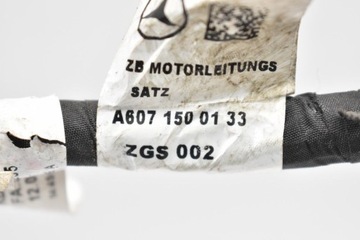 ZB MOTORLEITUNGS
SATZ
A607 150 01 33
ZGS 002